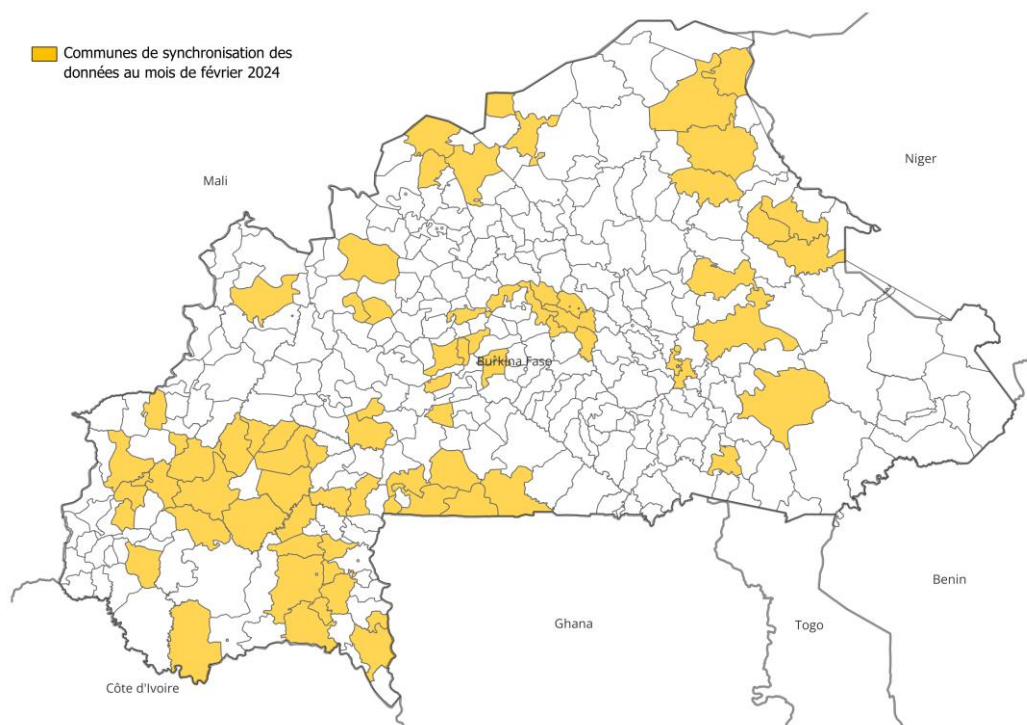 Communes de synchronisation des
données au mois de février 2024
Niger
Mali
Burkina Faso
Benin
Ghana
Togo
Côte d'Ivoire